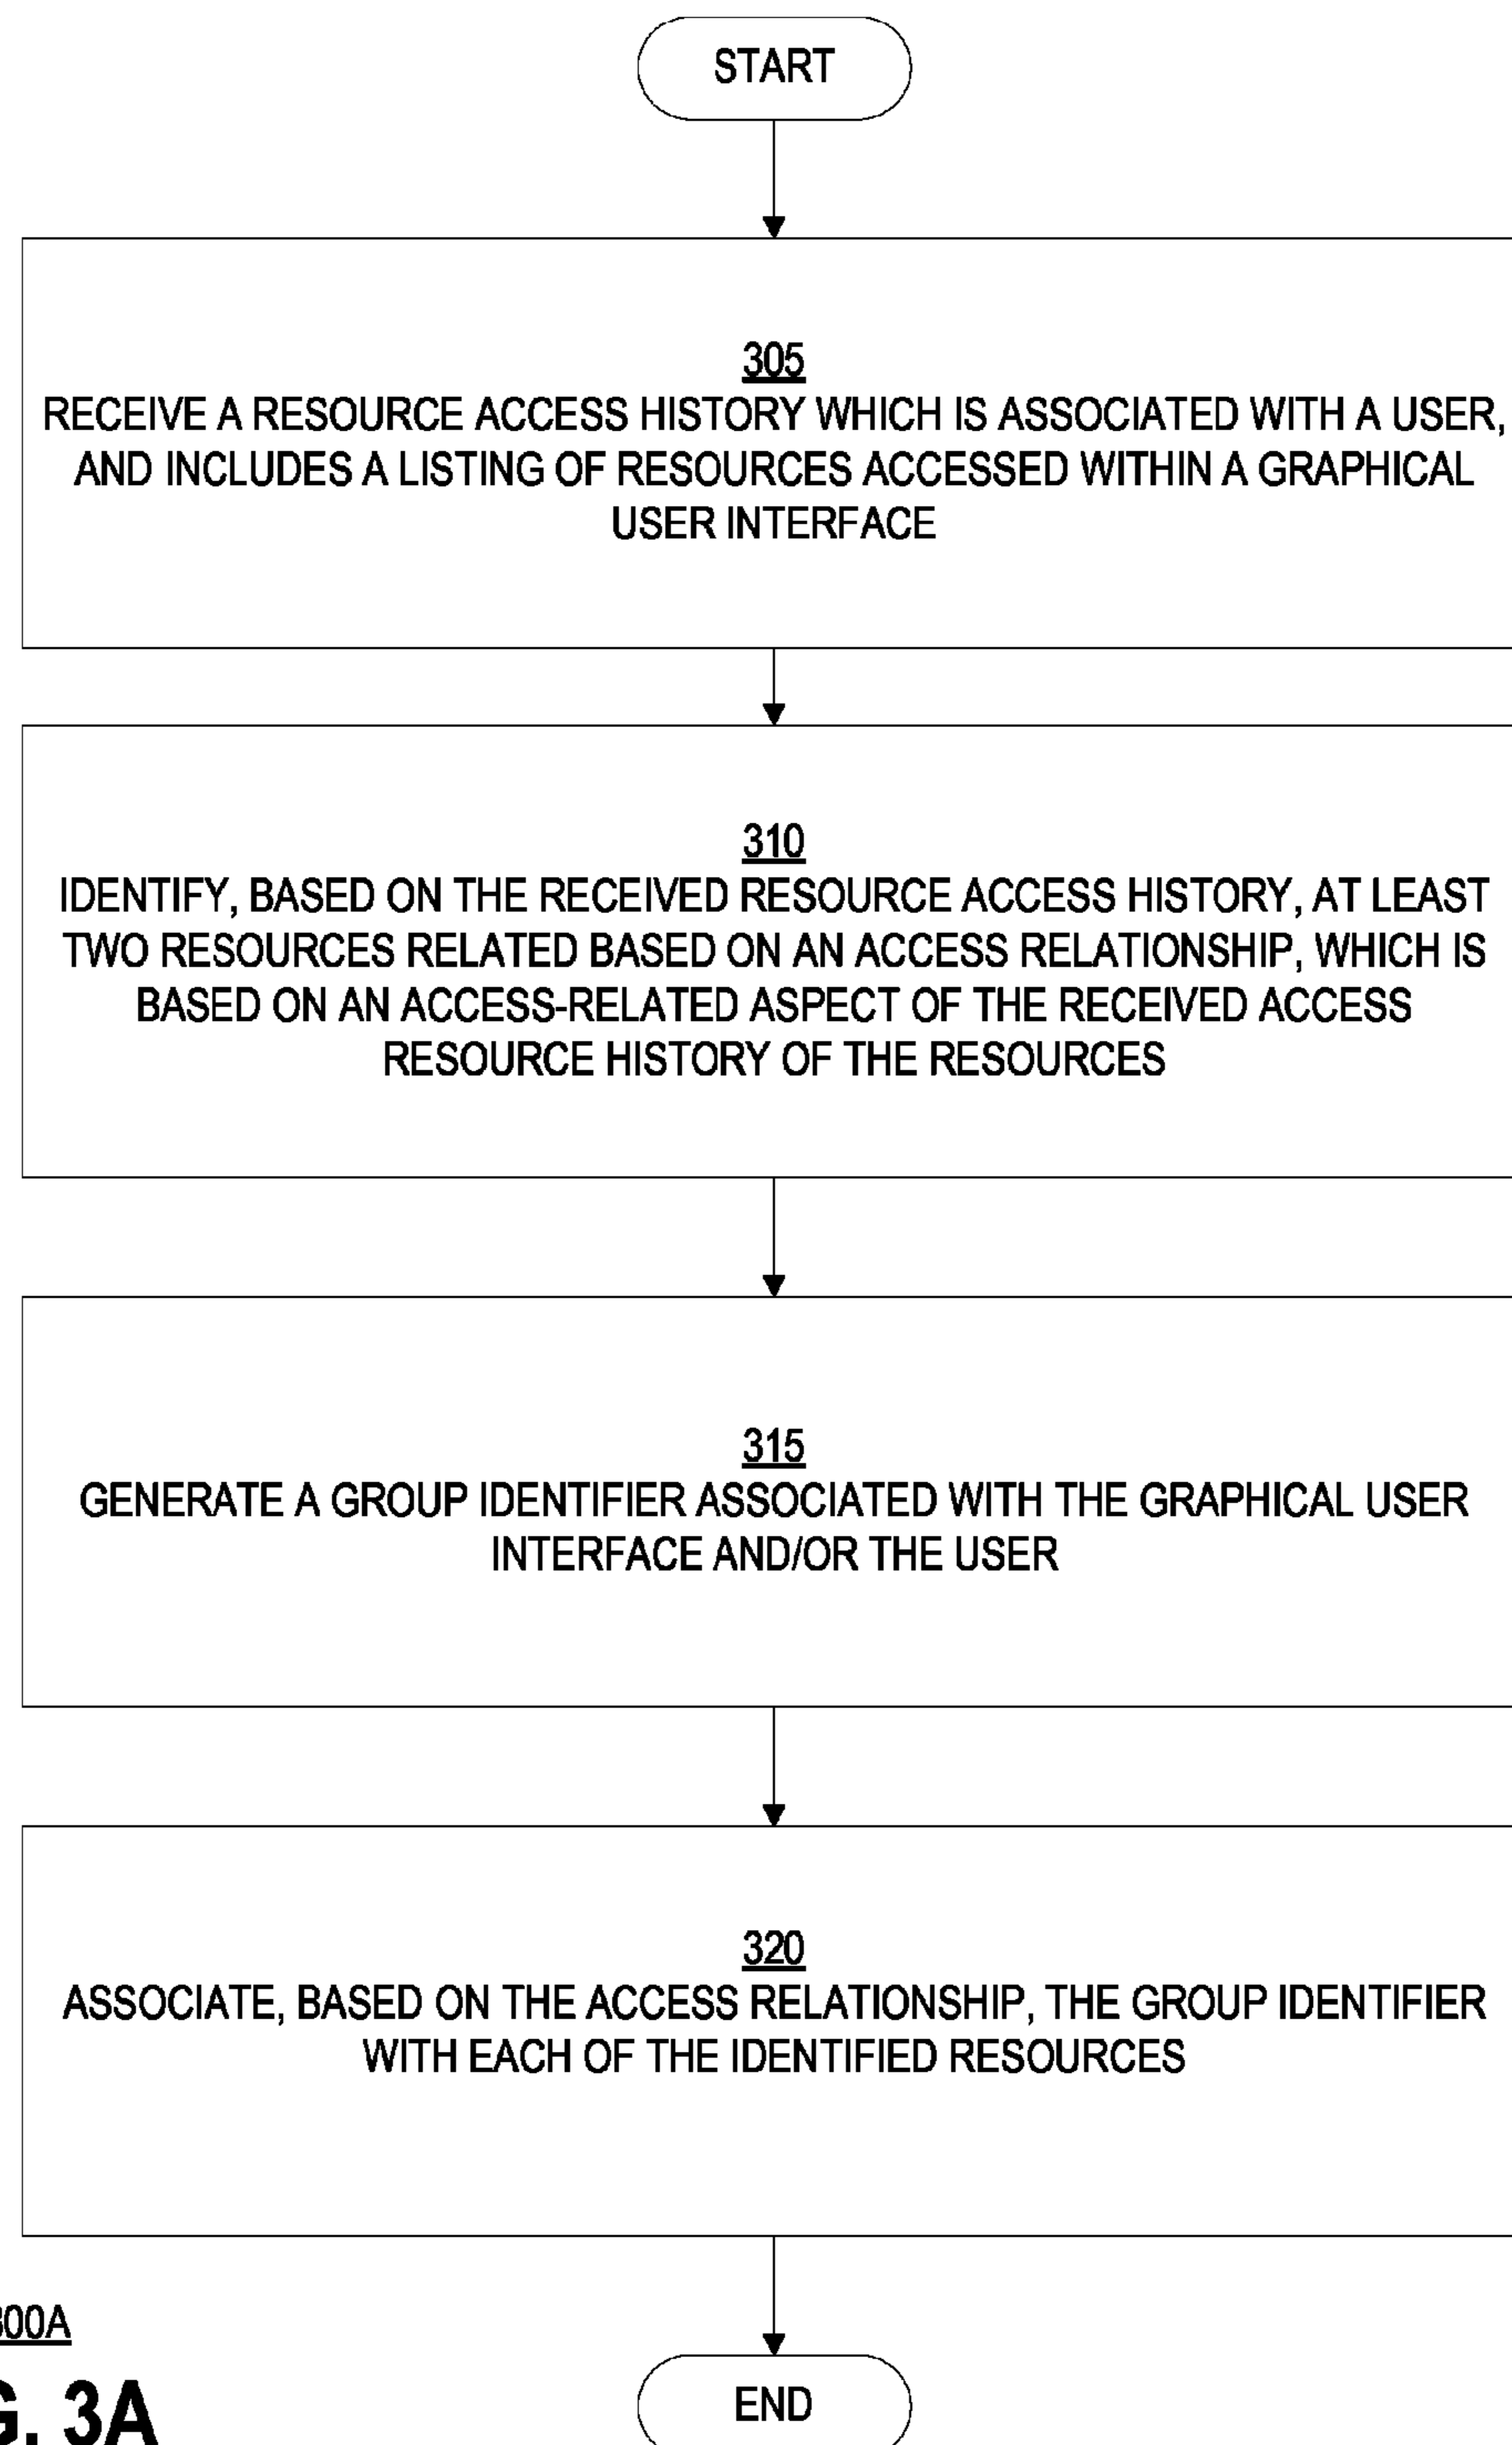 START
305
RECEIVE A RESOURCE ACCESS HISTORY WHICH IS ASSOCIATED WITH A USER,
AND INCLUDES A LISTING OF RESOURCES ACCESSED WITHIN A GRAPHICAL
USER INTERFACE
310
IDENTIFY, BASED ON THE RECEIVED RESOURCE ACCESS HISTORY, AT LEAST
TWO RESOURCES RELATED BASED ON AN ACCESS RELATIONSHIP, WHICH IS
BASED ON AN ACCESS-RELATED ASPECT OF THE RECEIVED ACCESS
RESOURCE HISTORY OF THE RESOURCES
315
GENERATE A GROUP IDENTIFIER ASSOCIATED WITH THE GRAPHICAL USER
INTERFACE AND/OR THE USER
320
ASSOCIATE, BASED ON THE ACCESS RELATIONSHIP, THE GROUP IDENTIFIER
WITH EACH OF THE IDENTIFIED RESOURCES
300A
G. 3A
END